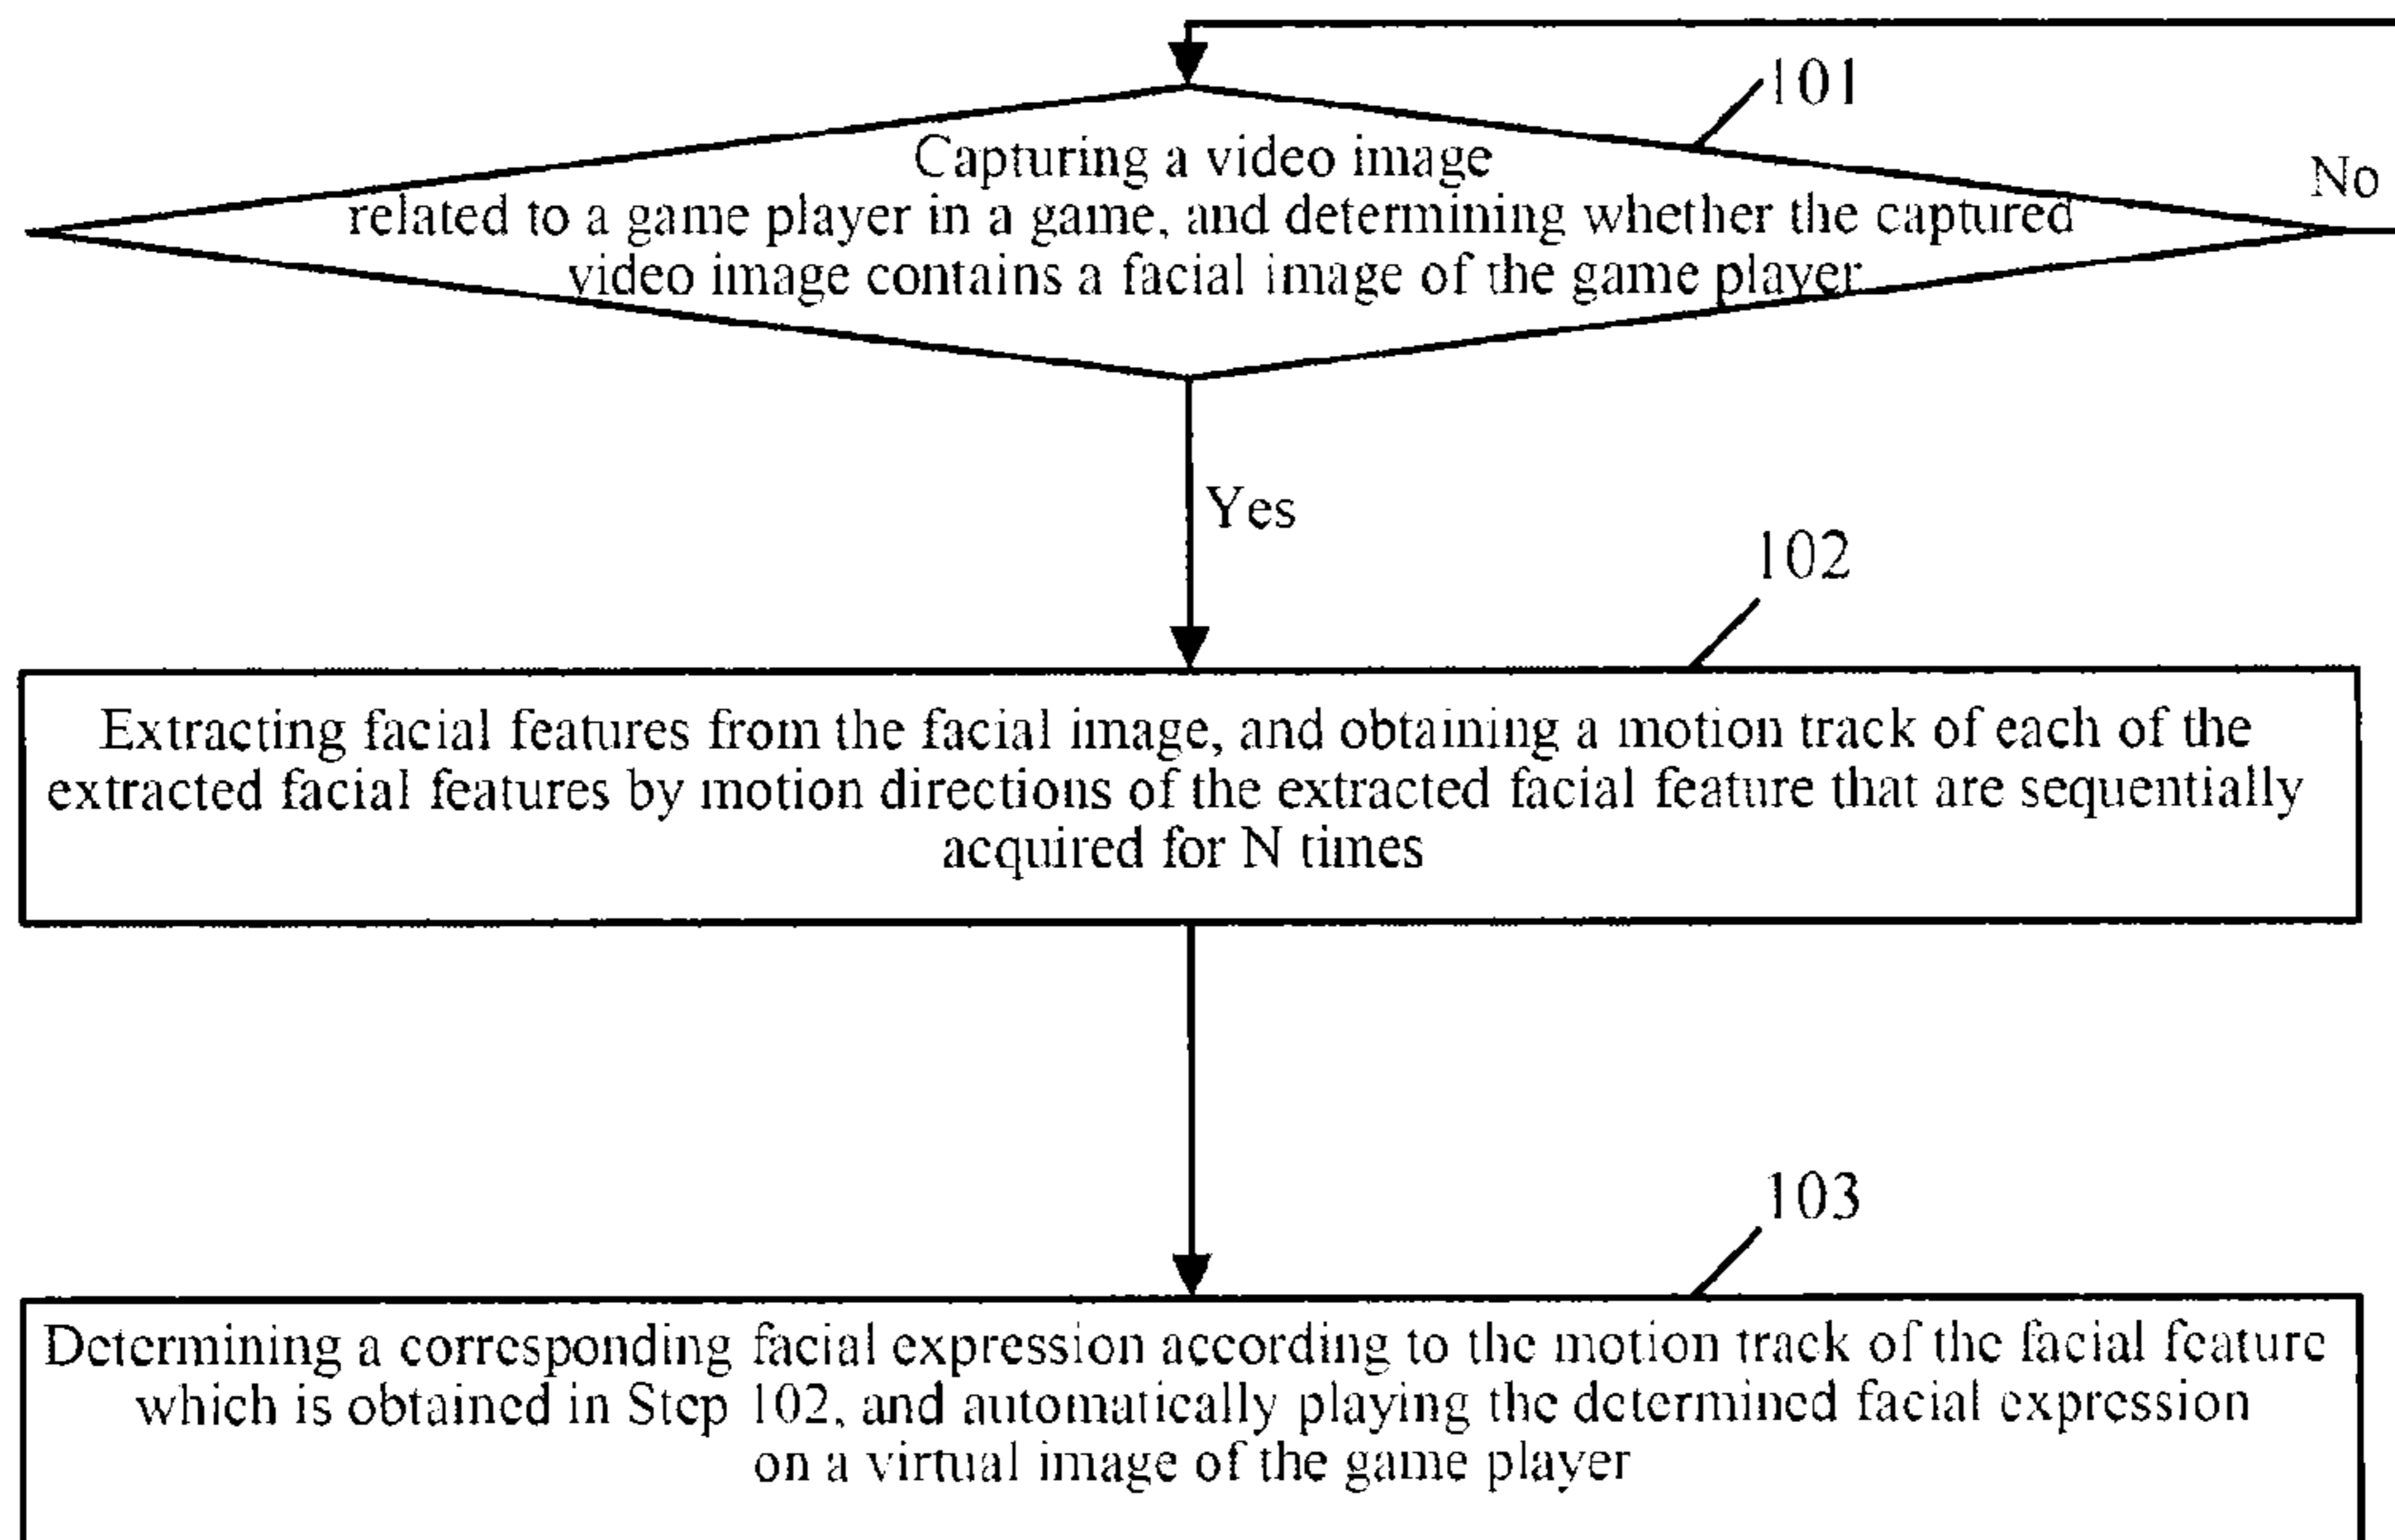 101
Capturing a video image
No
related to a game player in a game, and determining whether the captured
video image contains a facial image of the game player
Yes
102
Extracting facial features from the facial image, and obtaining a motion track of each of the
extracted facial features by motion directions of the extracted facial feature that are sequentially
acquired for N times
103
Determining a corresponding facial expression according to the motion track of the facial feature
which is obtained in Step 102, and automatically playing the determined facial expression
on a virtual image of the game player